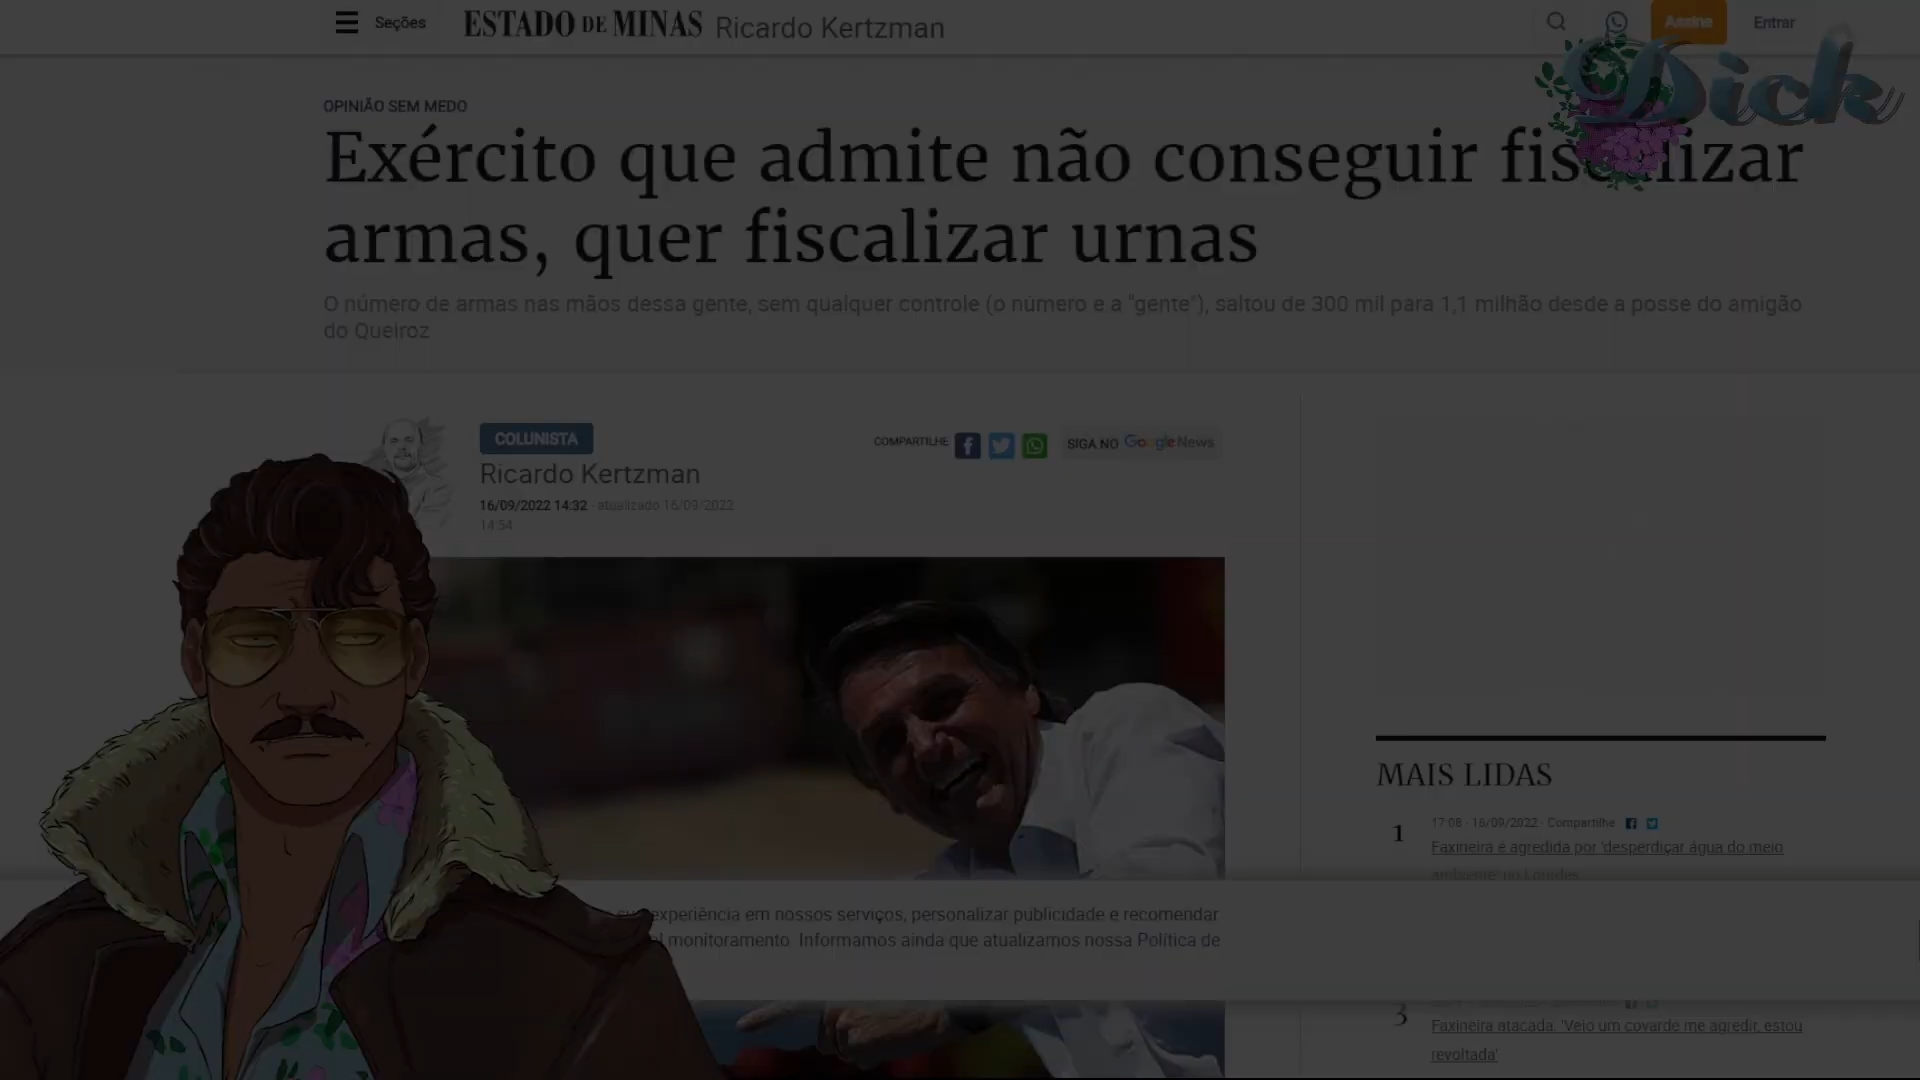 Seções
ESTADO DE MINAS Ricardo Kertzman
Assine
Entrar
Dick
OPINIÃO SEM MEDO
Exército que admite não conseguir fiscalizar
armas, quer fiscalizar urnas
O número de armas nas mãos dessa gente, sem qualquer controle (o número e a "gente"), saltou de 300 mil para 1,1 milhão desde a posse do amigão
do Queiroz
COLUNISTA
Ricardo Kertzman
16/09/2022 14:32 - atualizado 16/09/2022
14:54
COMPARTILHE
SIGA NO Google News
MAIS LIDAS
1
17:08 - 16/09/2022 - Compartilhe
Faxineira é agredida por 'desperdiçar água do meio
ambiente' no Lourdes
experiência em nossos serviços, personalizar publicidade e recomendar
monitoramento. Informamos ainda que atualizamos nossa Política de
3
Faxineira atacada: 'Veio um covarde me agredir, estou
revoltada'